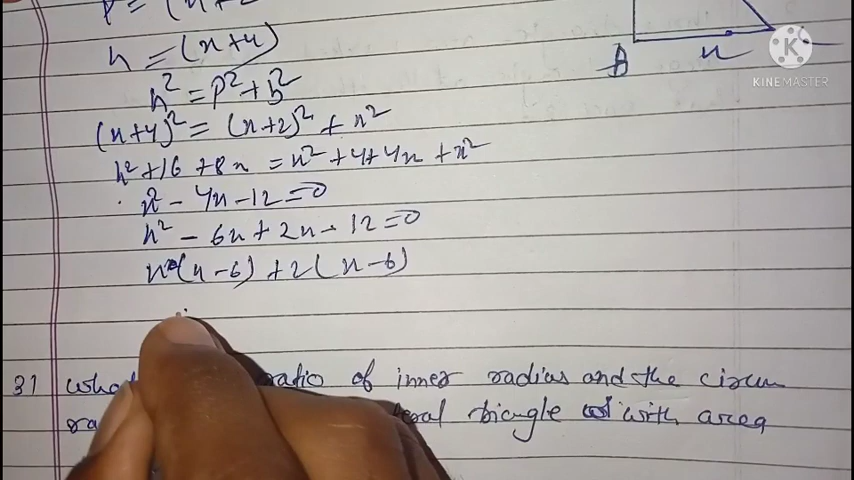 P = (x+2
h = (x+4)
h² = p² + b²
(x+4)² = (x+2)² + x²
x² + 16 + 8x = x² + 4 + 4x + x²
x² - 4x - 12 = 0
x² - 6x + 2x - 12 = 0
x(x-6) + 2(x-6)
B
x
K
KINEMASTER
31 ratio of inner radius and the circum
triangle with area